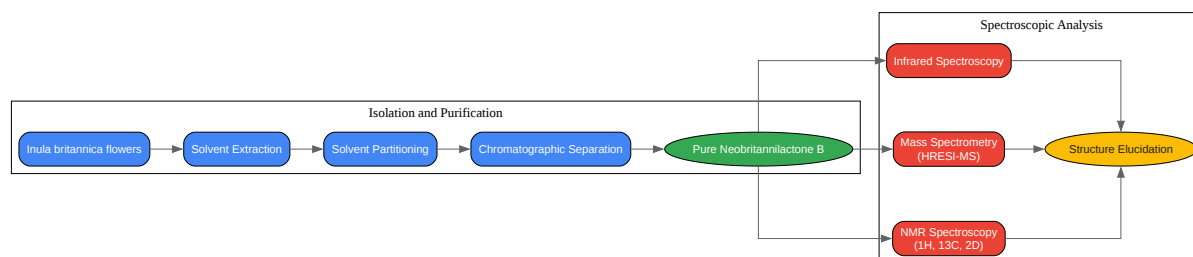 Spectroscopic Analysis
Infrared Spectroscopy
Isolation and Purification
Inula britannica flowers
Solvent Extraction
Solvent Partitioning
Chromatographic Separation
Pure Neobritannilactone B
Mass Spectrometry
(HRESI-MS)
Structure Elucidation
NMR Spectroscopy
(1H, 13C, 2D)